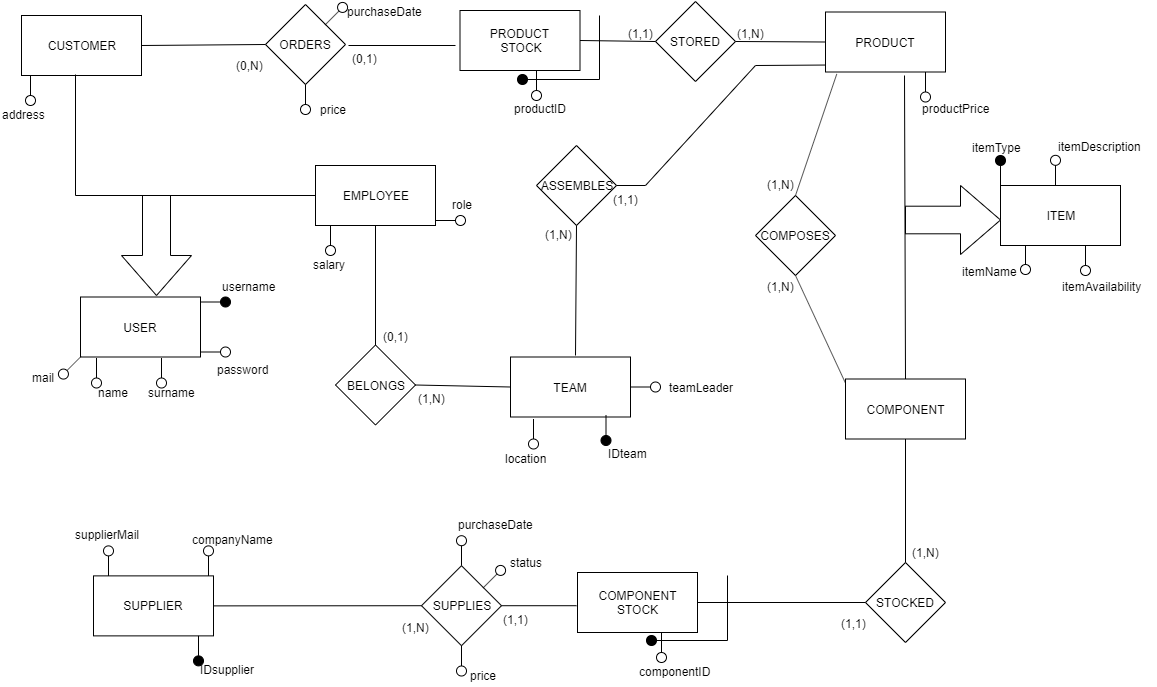 purchaseDate
CUSTOMER
ORDERS
PRODUCT
STOCK
(1,1)
STORED
(1,N)
PRODUCT
(0,N)
(0,1)
address
price
productID
productPrice
itemType
itemDescription
EMPLOYEE
role
ASSEMBLES
(1,1)
(1,N)
ITEM
(1,N)
COMPOSES
salary
(1,N)
itemName
itemAvailability
username
USER
password
mail
name
surname
(0,1)
BELONGS
(1,N)
TEAM
teamLeader
COMPONENT
location
IDteam
purchaseDate
supplierMail
companyName
status
(1,N)
SUPPLIER
SUPPLIES
COMPONENT
STOCK
STOCKED
(1,N)
(1,1)
(1,1)
IDsupplier
price
componentID